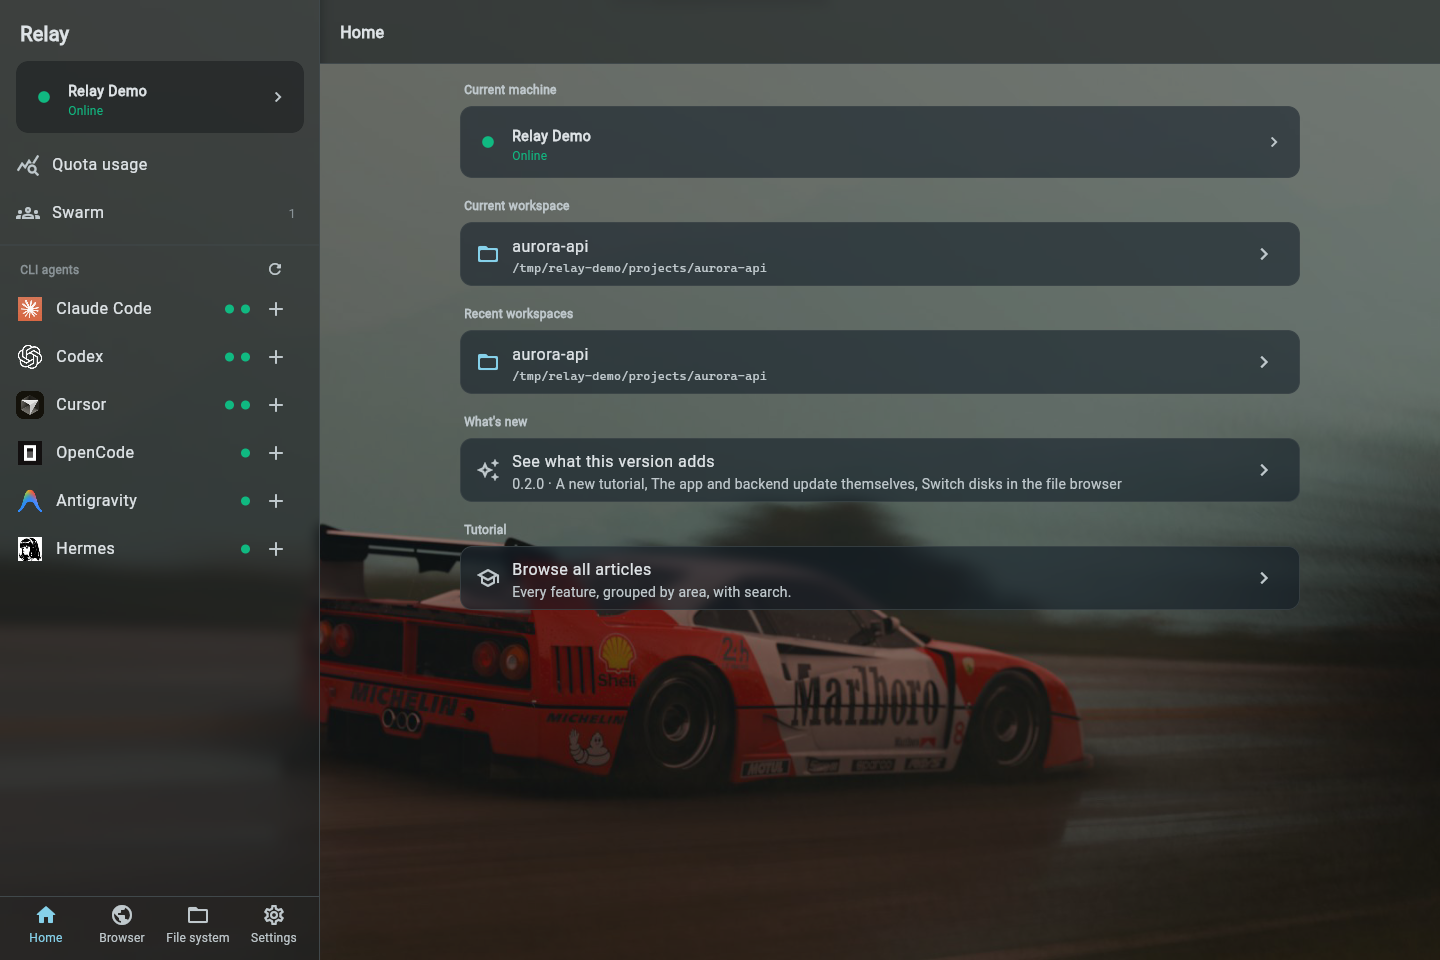 Relay
Relay Demo
Online
Quota usage
Swarm
1
CLI agents
Claude Code
Codex
Cursor
OpenCode
Antigravity
Hermes
Home
Browser
File system
Settings
Home
Current machine
Relay Demo
Online
Current workspace
aurora-api
/tmp/relay-demo/projects/aurora-api
Recent workspaces
aurora-api
/tmp/relay-demo/projects/aurora-api
What's new
See what this version adds
0.2.0 · A new tutorial, The app and backend update themselves, Switch disks in the file browser
Tutorial
Browse all articles
Every feature, grouped by area, with search.
Shell
MICHELIN
MICHELIN
Marlboro
MOTUL
sparco